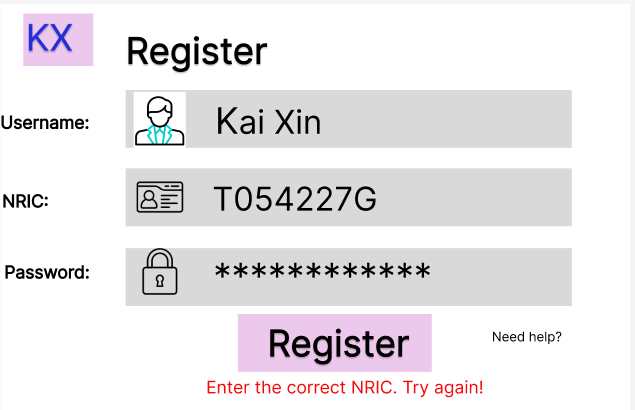 KX
Register
Username: Kai Xin
NRIC: T054227G
Password: ************
Register
Need help?
Enter the correct NRIC. Try again!